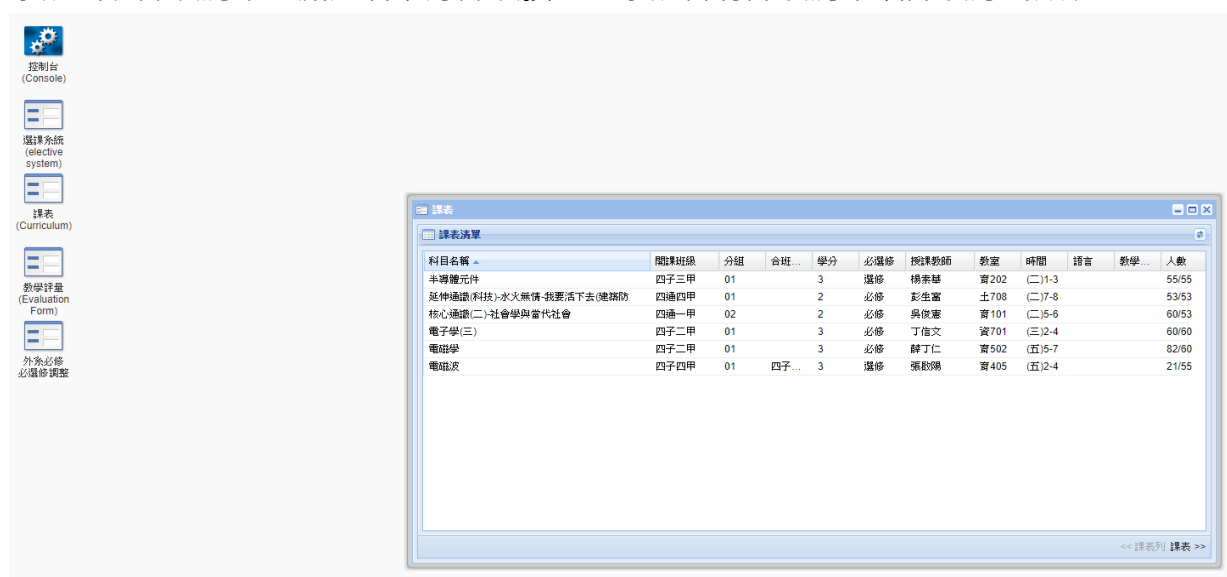 控制台
(Console)
選課系統
(elective
system)
課表
(Curriculum)
教學評量
(Evaluation
Form)
外系必修
必選修調整
課表
課表清單
科目名稱 開課班級 分組 合班... 學分 必選修 授課教師 教室 時間 語言 教學... 人數
半導體元件 四子三甲 01 3 選修 楊素華 育202 (二)1-3 55/55
延伸通識(科技)-水火無情-我要活下去(建築防 四通四甲 01 2 必修 彭生富 土708 (二)7-8 53/53
核心通識(二)-社會學與當代社會 四通一甲 02 2 必修 吳俊憲 育101 (二)5-6 60/53
電子學(三) 四子二甲 01 3 必修 丁信文 資701 (三)2-4 60/60
電磁學 四子二甲 01 3 必修 薛丁仁 育502 (五)5-7 82/60
電磁波 四子四甲 01 四子... 3 選修 張啟陽 育405 (五)2-4 21/55
<< 課表列 課表 >>